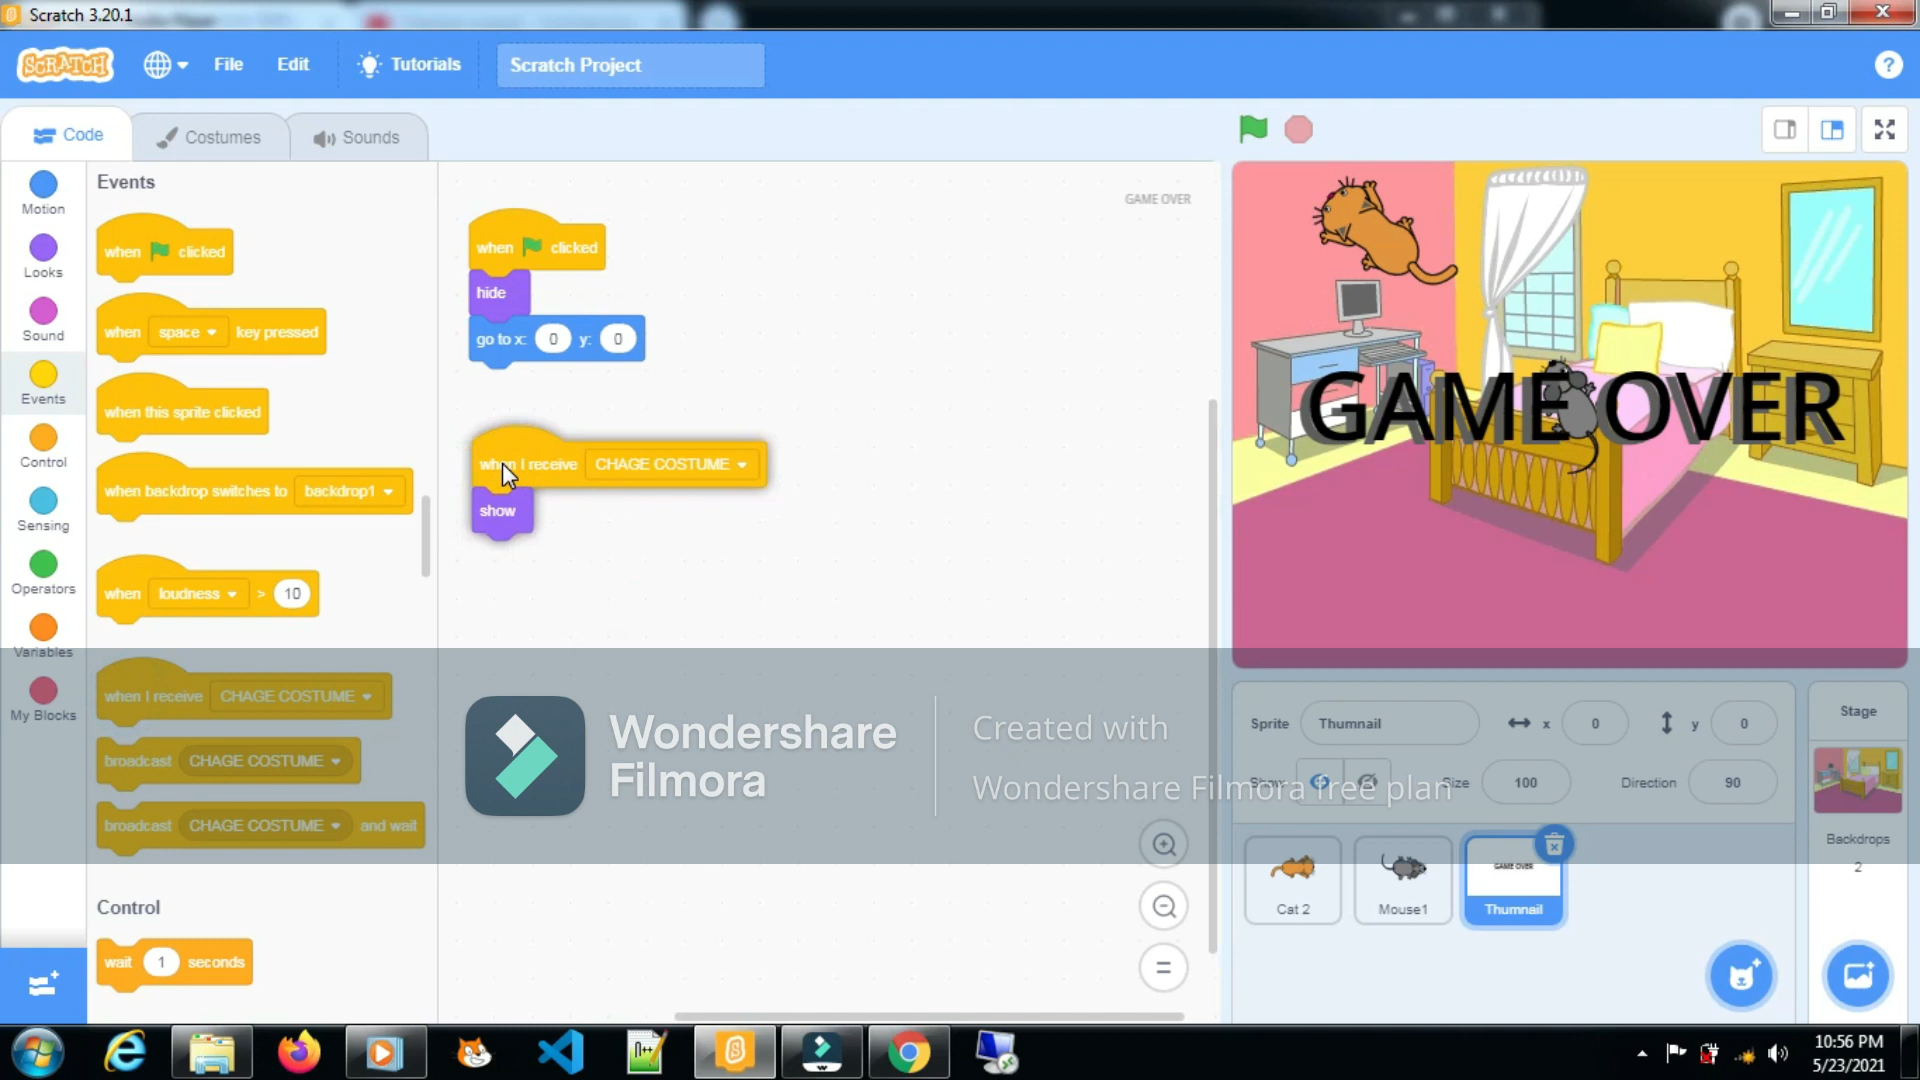 Scratch 3.20.1
SCRATCH
File
Edit
Tutorials
Scratch Project
?
Code
Costumes
Sounds
Motion
Looks
Sound
Events
Control
Sensing
Operators
Variables
My Blocks
Events
when clicked
when space key pressed
when this sprite clicked
when backdrop switches to backdrop1
when loudness > 10
when I receive CHAGE COSTUME
broadcast CHAGE COSTUME
broadcast CHAGE COSTUME and wait
Control
wait 1 seconds
when clicked
hide
go to x: 0 y: 0
when I receive CHAGE COSTUME
show
GAME OVER
GAME OVER
Wondershare
Filmora
Created with
Wondershare Filmora free plan
Sprite Thumnail x 0 y 0
Show Size 100 Direction 90
Cat 2
Mouse1
GAME OVER
Thumnail
Stage
Backdrops
2
10:56 PM
5/23/2021